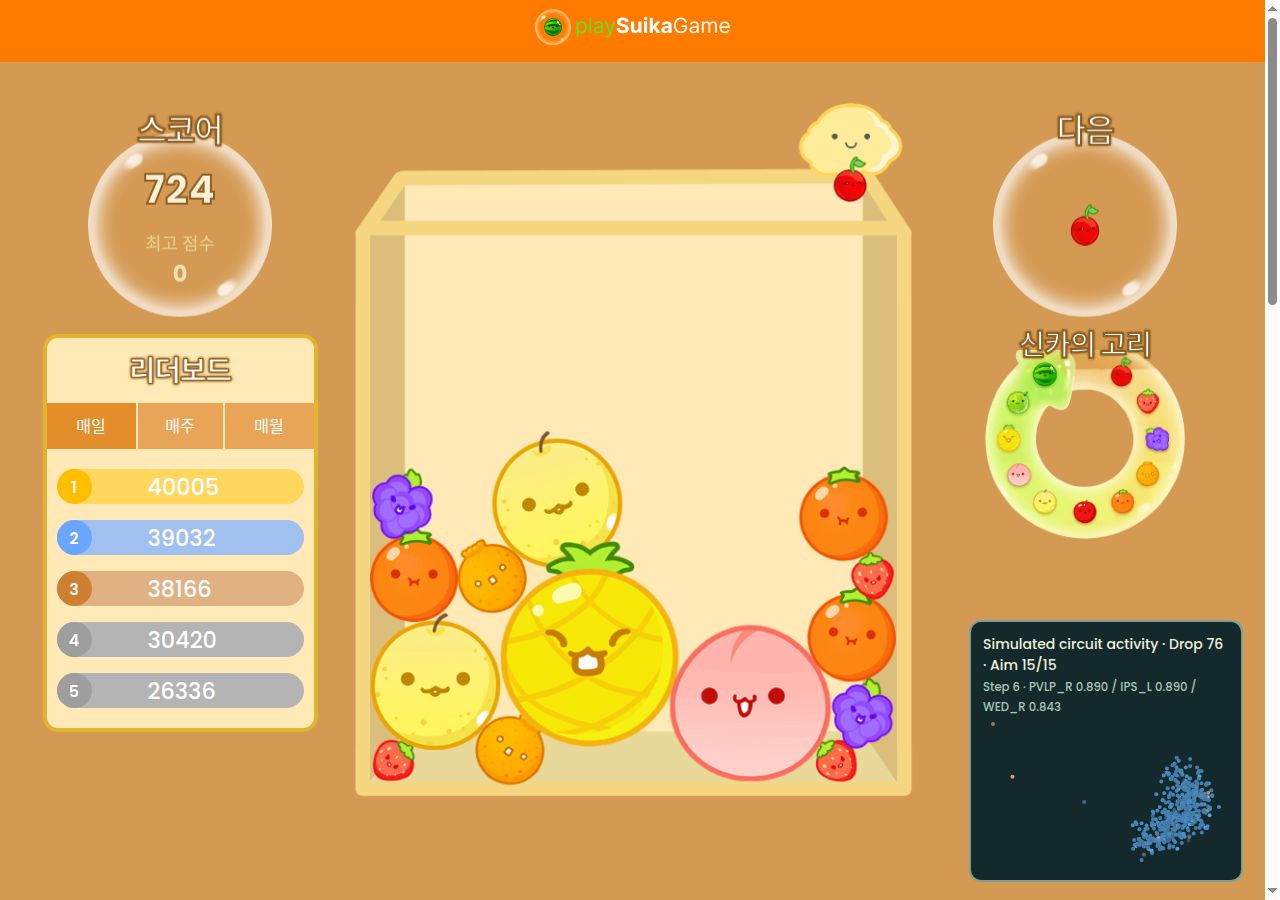 playSuikaGame
스코어
724
최고 점수
0
다음
리더보드
매일 매주 매월
1 40005
2 39032
3 38166
4 30420
5 26336
신카의 고리
Simulated circuit activity · Drop 76
· Aim 15/15
Step 6 · PVLP_R 0.890 / IPS_L 0.890 /
WED_R 0.843